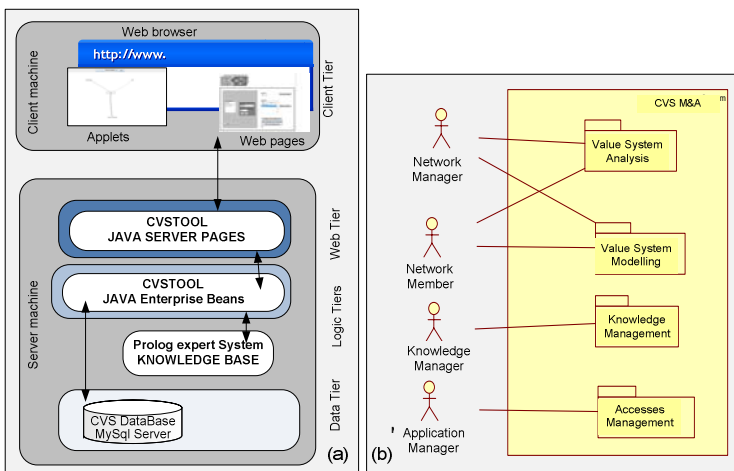 Web browser
http://www.
Client machine
Client Tier
Applets
Web pages
Server machine
CVSTOOL
JAVA SERVER PAGES
Web Tier
CVSTOOL
JAVA Enterprise Beans
Logic Tiers
Prolog expert System
KNOWLEDGE BASE
Data Tier
CVS DataBase
MySql Server
(a)
CVS M&A
m
Network
Manager
Value System
Analysis
Network
Member
Value System
Modelling
Knowledge
Manager
Knowledge
Management
' Application
Manager
Accesses
Management
(b)